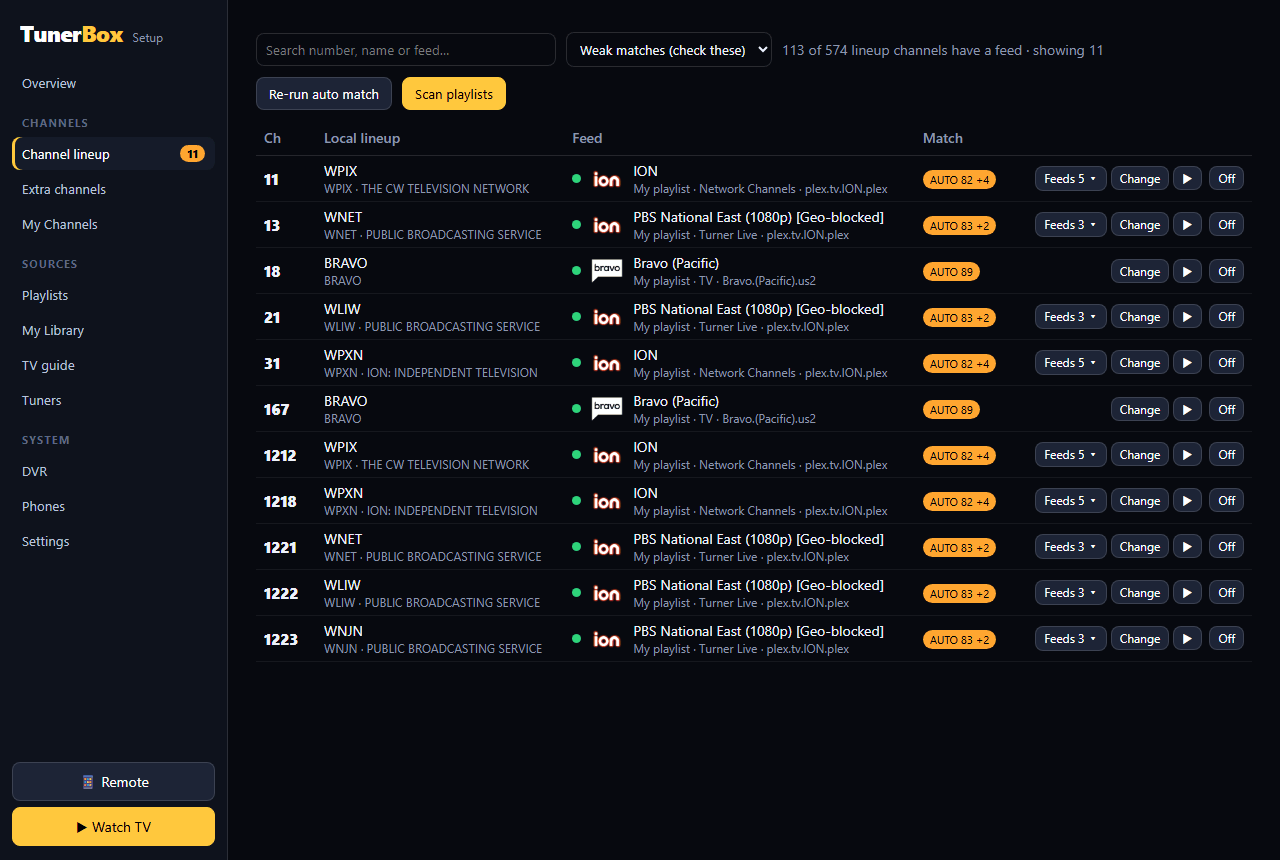 TunerBox Setup
Overview
CHANNELS
Channel lineup 11
Extra channels
My Channels
SOURCES
Playlists
My Library
TV guide
Tuners
SYSTEM
DVR
Phones
Settings
Remote
▶ Watch TV
Search number, name or feed...
Weak matches (check these)
113 of 574 lineup channels have a feed · showing 11
Re-run auto match
Scan playlists
Ch Local lineup Feed Match
11 WPIX ion ION AUTO 82 +4 Feeds 5 Change ▶ Off
WPIX · THE CW TELEVISION NETWORK My playlist · Network Channels · plex.tv.ION.plex
13 WNET ion PBS National East (1080p) [Geo-blocked] AUTO 83 +2 Feeds 3 Change ▶ Off
WNET · PUBLIC BROADCASTING SERVICE My playlist · Turner Live · plex.tv.ION.plex
18 BRAVO bravo Bravo (Pacific) AUTO 89 Change ▶ Off
BRAVO My playlist · TV · Bravo.(Pacific).us2
21 WLIW ion PBS National East (1080p) [Geo-blocked] AUTO 83 +2 Feeds 3 Change ▶ Off
WLIW · PUBLIC BROADCASTING SERVICE My playlist · Turner Live · plex.tv.ION.plex
31 WPXN ion ION AUTO 82 +4 Feeds 5 Change ▶ Off
WPXN · ION: INDEPENDENT TELEVISION My playlist · Network Channels · plex.tv.ION.plex
167 BRAVO bravo Bravo (Pacific) AUTO 89 Change ▶ Off
BRAVO My playlist · TV · Bravo.(Pacific).us2
1212 WPIX ion ION AUTO 82 +4 Feeds 5 Change ▶ Off
WPIX · THE CW TELEVISION NETWORK My playlist · Network Channels · plex.tv.ION.plex
1218 WPXN ion ION AUTO 82 +4 Feeds 5 Change ▶ Off
WPXN · ION: INDEPENDENT TELEVISION My playlist · Network Channels · plex.tv.ION.plex
1221 WNET ion PBS National East (1080p) [Geo-blocked] AUTO 83 +2 Feeds 3 Change ▶ Off
WNET · PUBLIC BROADCASTING SERVICE My playlist · Turner Live · plex.tv.ION.plex
1222 WLIW ion PBS National East (1080p) [Geo-blocked] AUTO 83 +2 Feeds 3 Change ▶ Off
WLIW · PUBLIC BROADCASTING SERVICE My playlist · Turner Live · plex.tv.ION.plex
1223 WNJN ion PBS National East (1080p) [Geo-blocked] AUTO 83 +2 Feeds 3 Change ▶ Off
WNJN · PUBLIC BROADCASTING SERVICE My playlist · Turner Live · plex.tv.ION.plex